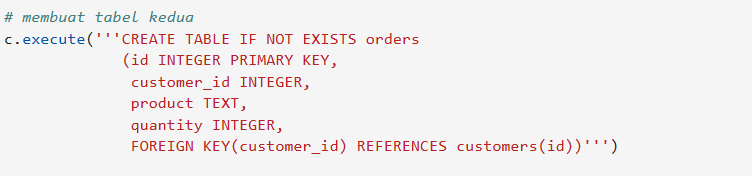 # membuat tabel kedua
c.execute('''CREATE TABLE IF NOT EXISTS orders
(id INTEGER PRIMARY KEY,
customer_id INTEGER,
product TEXT,
quantity INTEGER,
FOREIGN KEY(customer_id) REFERENCES customers(id))''')